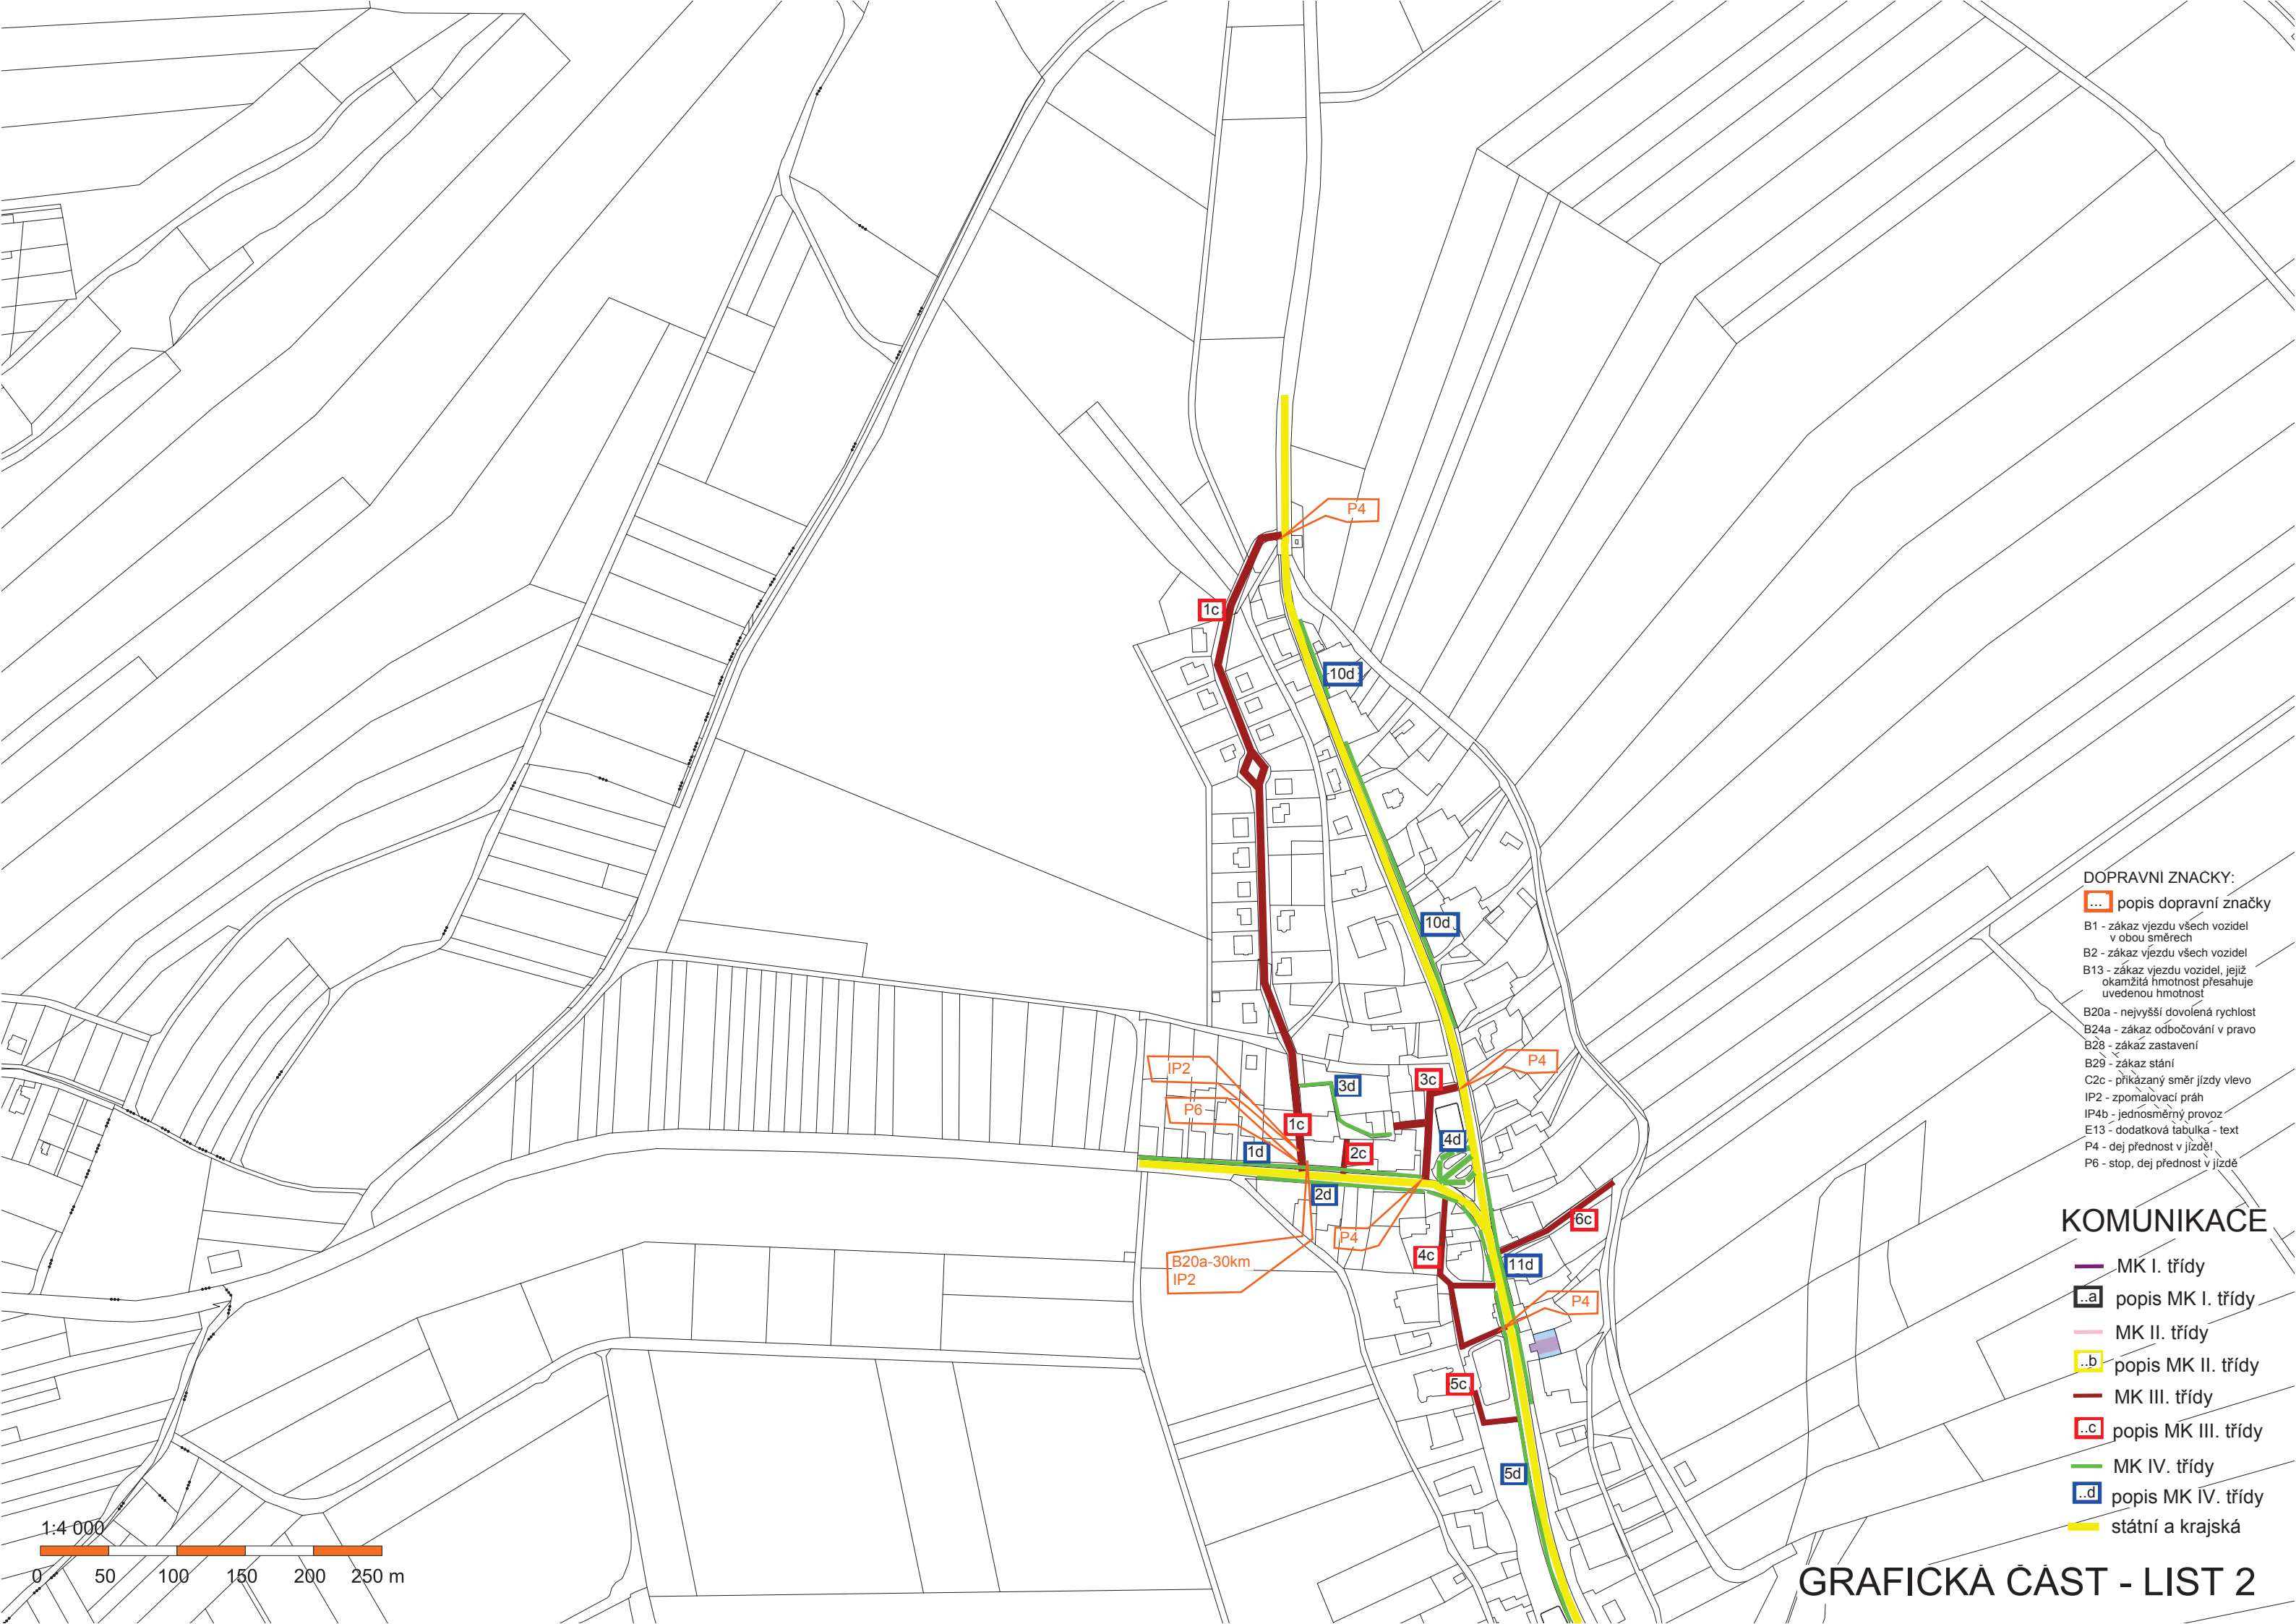 P4
1c
10d
10d
IP2
P4
3d
3c
P6
1c
4d
1d
2c
2d
6c
P4
4c
B20a-30km
IP2
11d
P4
5c
5d
DOPRAVNÍ ZNAČKY:
... popis dopravní značky
B1 - zákaz vjezdu všech vozidel
v obou směrech
B2 - zákaz vjezdu všech vozidel
B13 - zákaz vjezdu vozidel, jejiž
okamžitá hmotnost přesahuje
uvedenou hmotnost
B20a - nejvyšší dovolená rychlost
B24a - zákaz odbočování v pravo
B28 - zákaz zastavení
B29 - zákaz stání
C2c - přikázaný směr jízdy vlevo
IP2 - zpomalovací práh
IP4b - jednosměrný provoz
E13 - dodatková tabulka - text
P4 - dej přednost v jízdě!
P6 - stop, dej přednost v jízdě
KOMUNIKACE
MK I. třídy
..a popis MK I. třídy
MK II. třídy
..b popis MK II. třídy
MK III. třídy
..c popis MK III. třídy
MK IV. třídy
..d popis MK IV. třídy
státní a krajská
1:4 000
0 50 100 150 200 250 m
GRAFICKÁ ČÁST - LIST 2